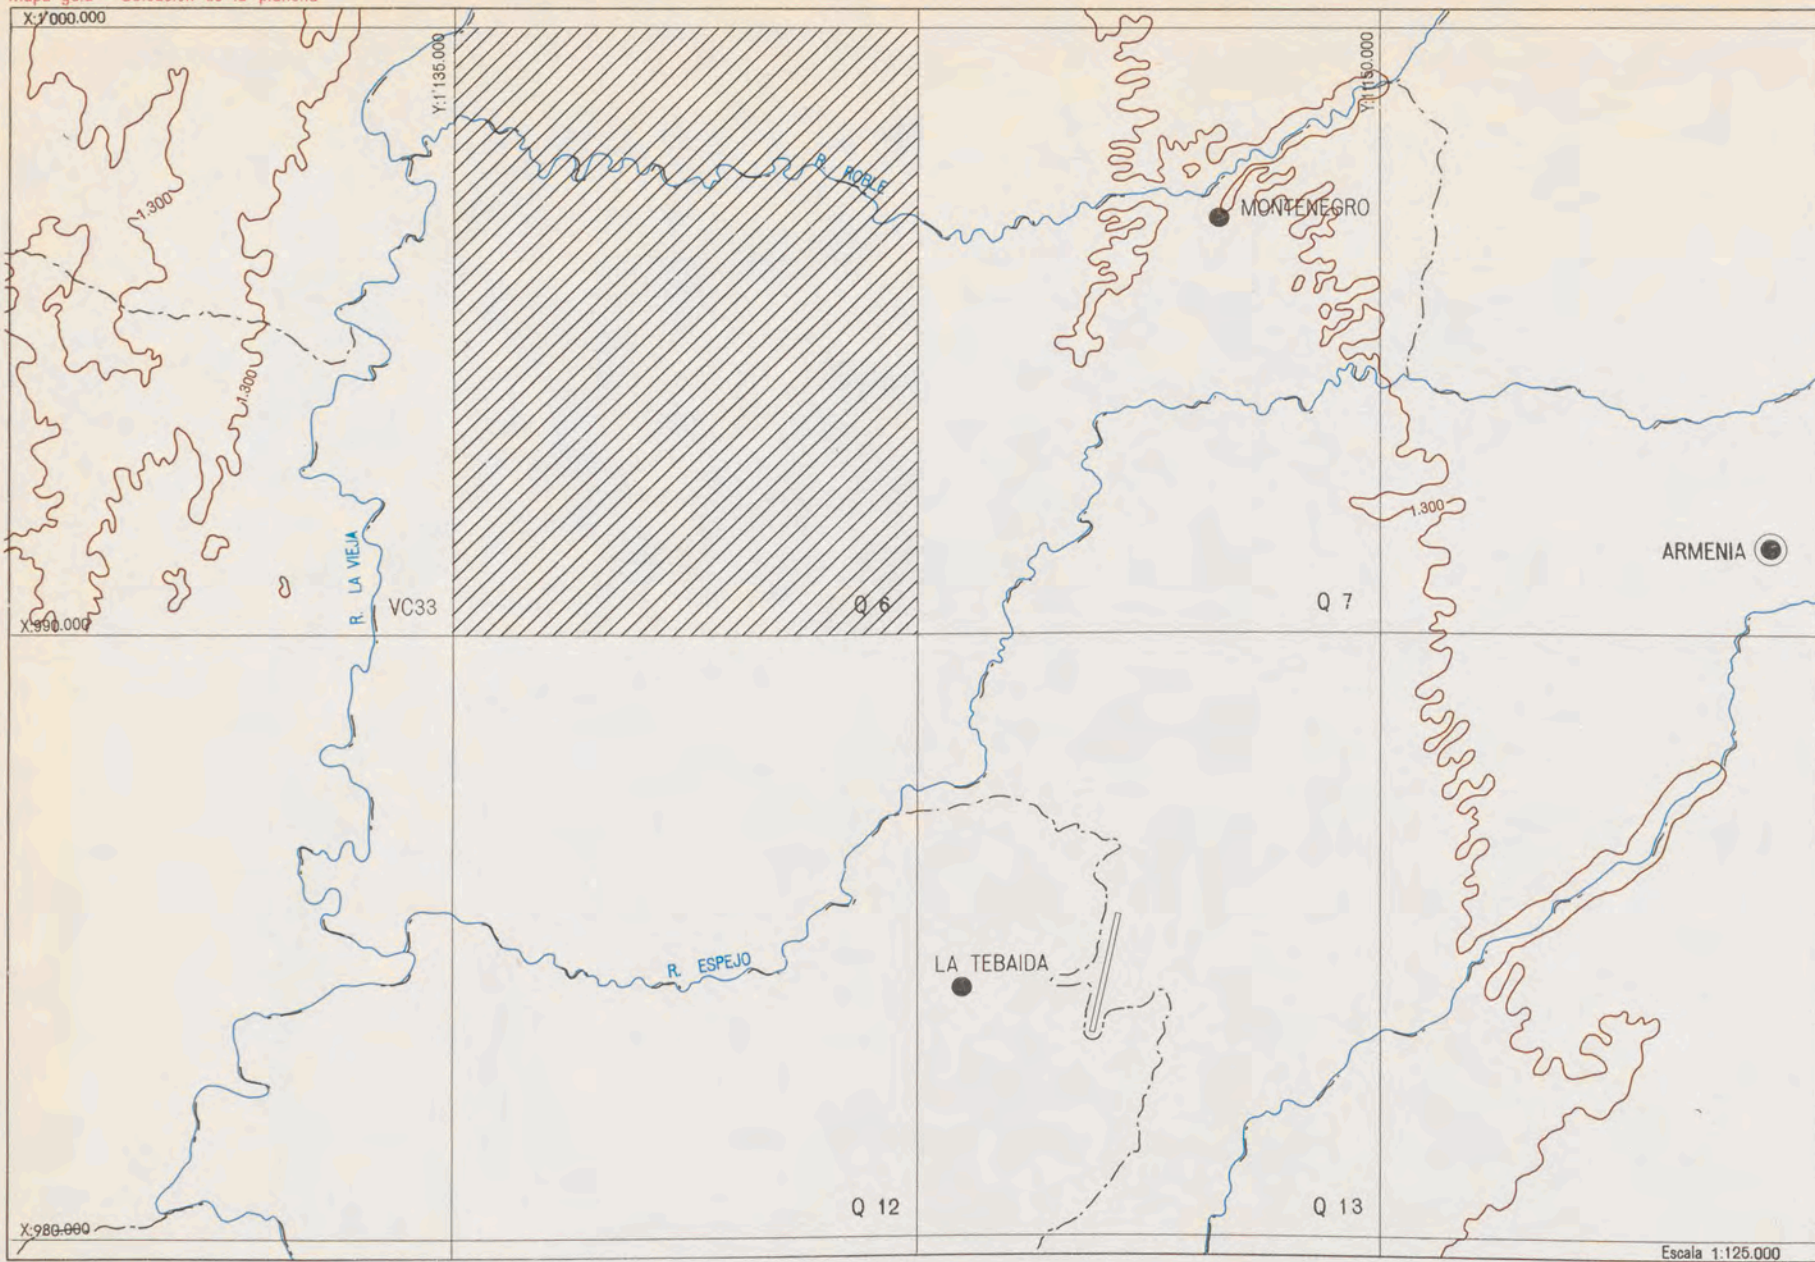 X:1'000.000
Y:1'135.000
Y:1'150.000
R. ROBLE
MONTENEGRO
1.300
1.300
1.300
R. LA VIEJA
VC33
Q 6
Q 7
ARMENIA
X:990.000
R. ESPEJO
LA TEBAIDA
Q 12
Q 13
X:980.000
Escala 1:125.000